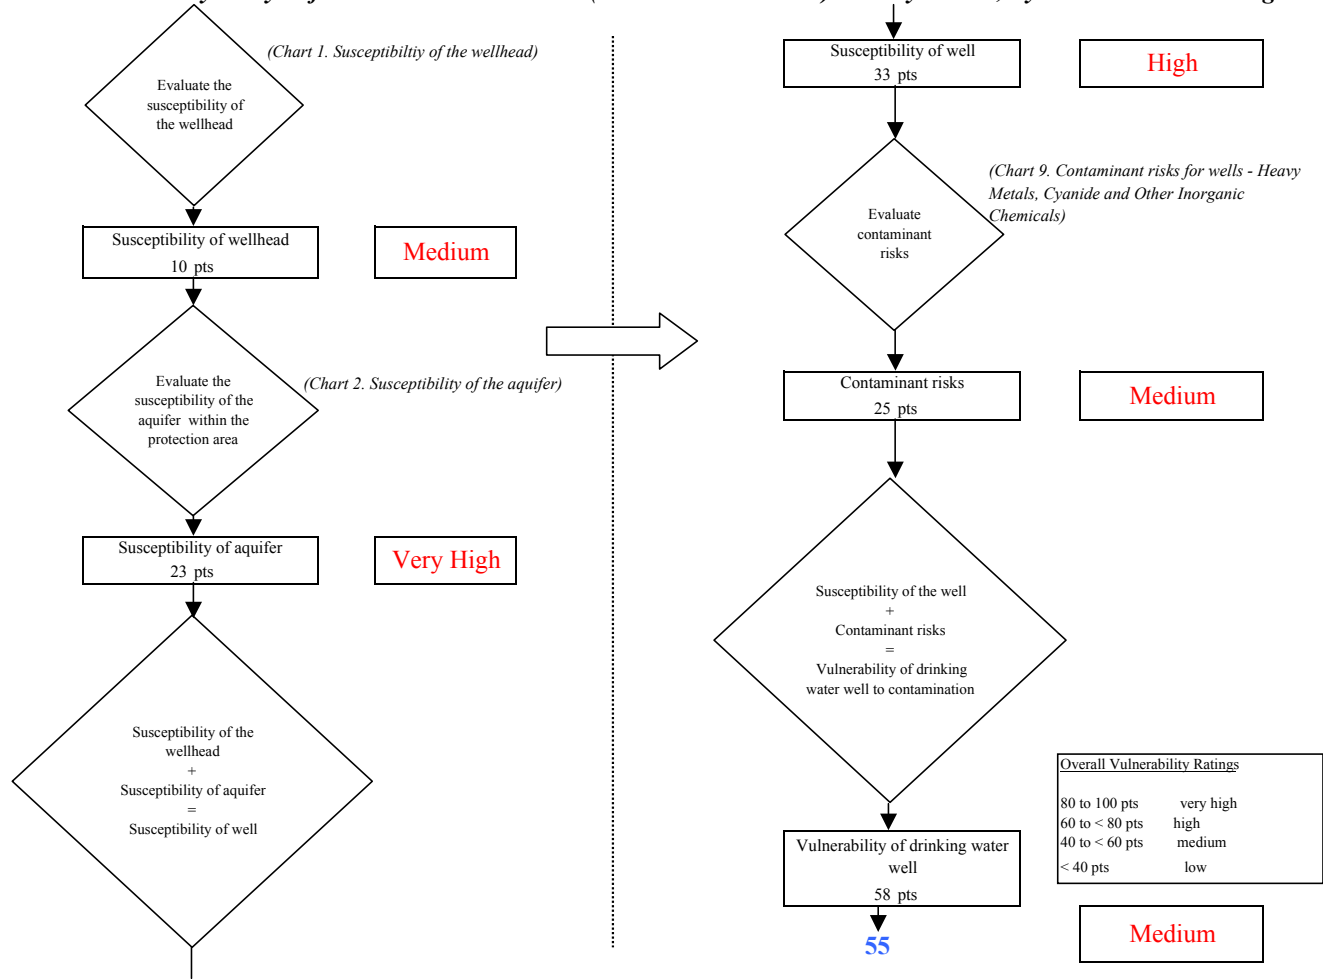 (Chart 1. Susceptibiltiy of the wellhead)
Evaluate the
susceptibility of
the wellhead
Susceptibility of wellhead
10 pts
Medium
(Chart 2. Susceptibility of the aquifer)
Evaluate the
susceptibility of the
aquifer within the
protection area
Susceptibility of aquifer
23 pts
Very High
Susceptibility of the
wellhead
+
Susceptibility of aquifer
=
Susceptibility of well
Susceptibility of well
33 pts
High
(Chart 9. Contaminant risks for wells - Heavy
Metals, Cyanide and Other Inorganic
Chemicals)
Evaluate
contaminant
risks
Contaminant risks
25 pts
Medium
Susceptibility of the well
+
Contaminant risks
=
Vulnerability of drinking
water well to contamination
Overall Vulnerability Ratings
80 to 100 pts very high
60 to < 80 pts high
40 to < 60 pts medium
< 40 pts low
Vulnerability of drinking water
well
58 pts
55
Medium